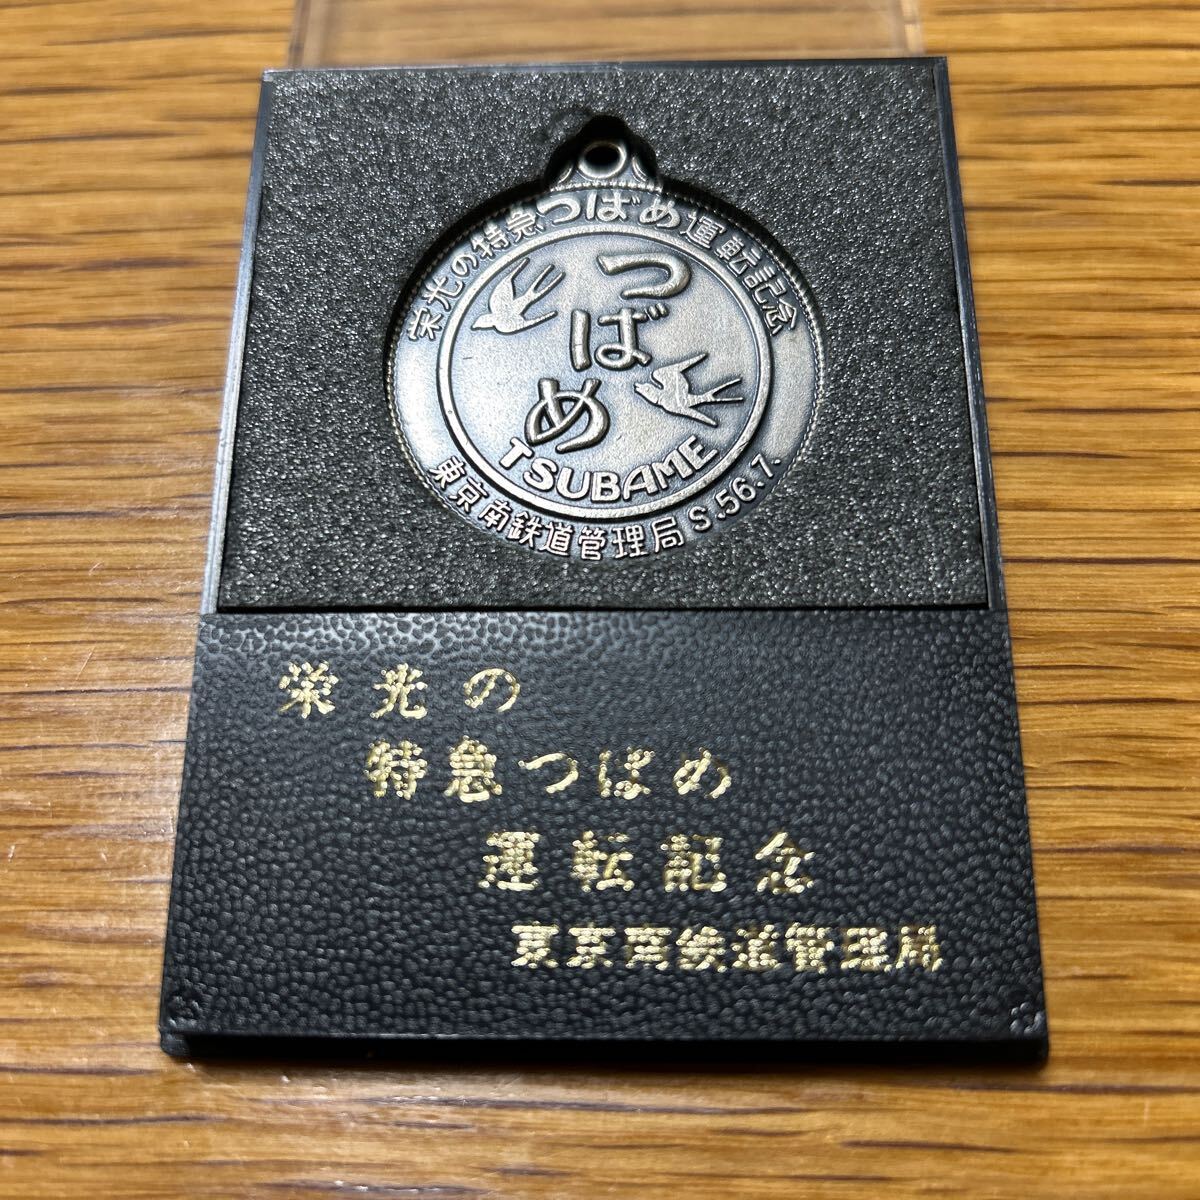 栄光の特急つばめ運転記念
つばめ
TSUBAME
東京南鉄道管理局 S.56.7.
栄光の
特急つばめ
運転記念
東京南鉄道管理局